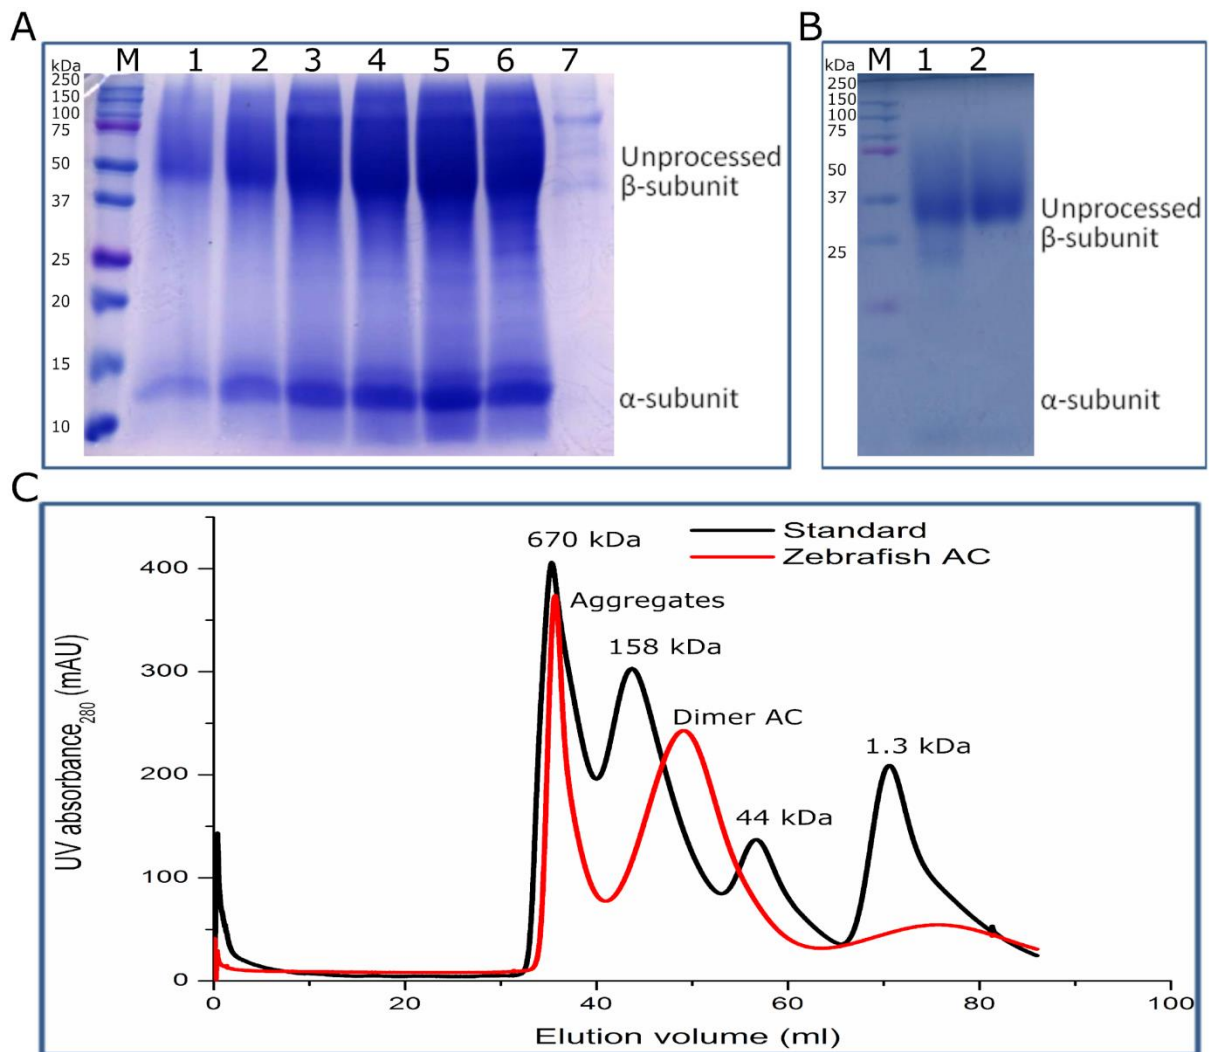 A
B
M 1 2 3 4 5 6 7
kDa
250
150
100
75
50
37
25
20
15
10
Unprocessed
β-subunit
α-subunit
M 1 2
kDa
250
150
100
75
50
37
25
Unprocessed
β-subunit
α-subunit
C
670 kDa
Standard
Zebrafish AC
Aggregates
158 kDa
Dimer AC
1.3 kDa
44 kDa
UV absorbance280 (mAU)
400
300
200
100
0
0 20 40 60 80 100
Elution volume (ml)